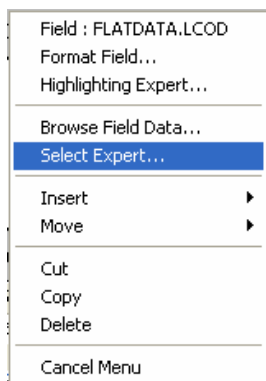 Field : FLATDATA.LCOD
Format Field...
Highlighting Expert...
Browse Field Data...
Select Expert...
Insert
Move
Cut
Copy
Delete
Cancel Menu